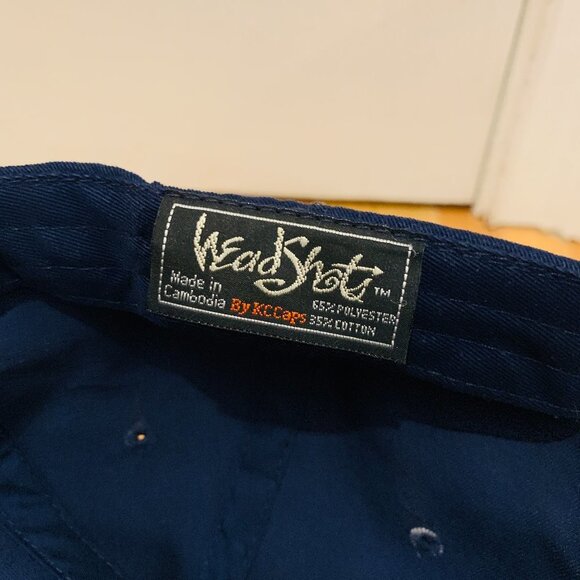 HeadShots™
Made in
Cambodia
By KCCaps
65% POLYESTER
35% COTTON